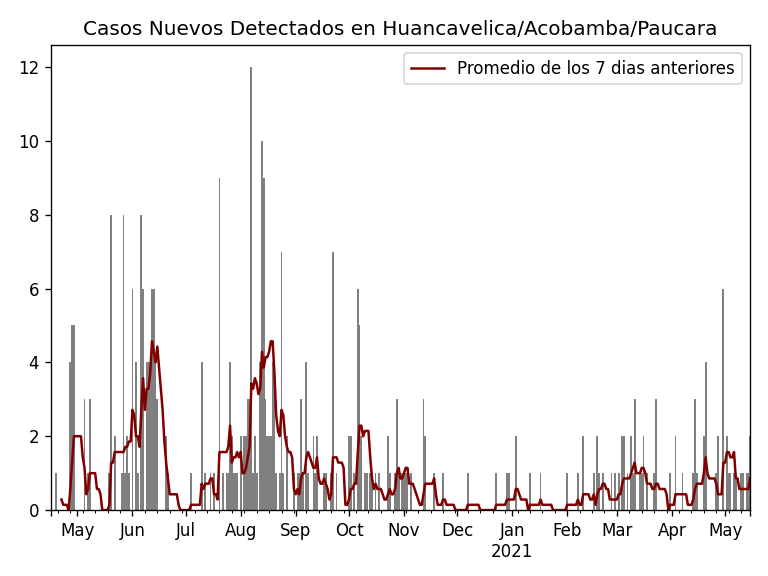 Casos Nuevos Detectados en Huancavelica/Acobamba/Paucara
Promedio de los 7 dias anteriores
12
10
8
6
4
2
0
May Jun Jul Aug Sep Oct Nov Dec Jan Feb Mar Apr May
2021